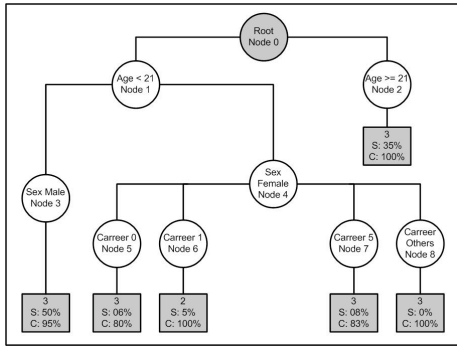 Root
Node 0
Age < 21
Node 1
Age >= 21
Node 2
3
S: 35%
C: 100%
Sex Male
Node 3
Sex
Female
Node 4
Carreer 0
Node 5
Carreer 1
Node 6
Carreer 5
Node 7
Carreer
Others
Node 8
3
S: 50%
C: 95%
3
S: 06%
C: 80%
2
S: 5%
C: 100%
3
S: 08%
C: 83%
3
S: 0%
C: 100%